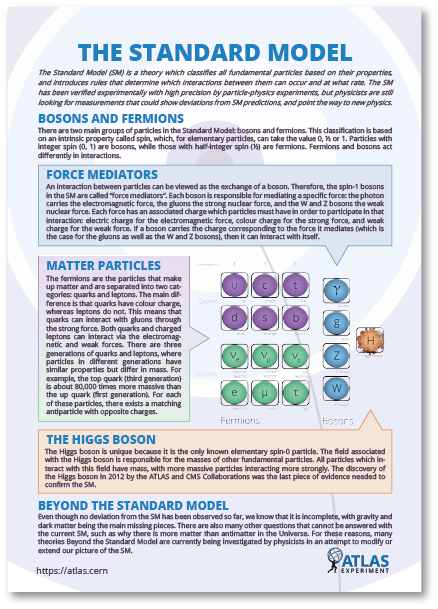 THE STANDARD MODEL
The Standard Model (SM) is a theory which classifies all fundamental particles based on their properties,
and introduces rules that determine which interactions between them can occur and at what rate. The SM
has been verified experimentally with high precision by particle-physics experiments, but physicists are still
looking for measurements that could show deviations from SM predictions, and point the way to new physics.
BOSONS AND FERMIONS
There are two main groups of particles in the Standard Model: bosons and fermions. This classification is based
on an intrinsic property called spin, which, for elementary particles, can take the value 0, ½ or 1. Particles with
integer spin (0, 1) are bosons, while those with half-integer spin (½) are fermions. Fermions and bosons act
differently in interactions.
FORCE MEDIATORS
An interaction between particles can be viewed as the exchange of a boson. Therefore, the spin-1 bosons
in the SM are called "force mediators". Each boson is responsible for mediating a specific force: the photon
carries the electromagnetic force, the gluons the strong nuclear force, and the W and Z bosons the weak
nuclear force. Each force has an associated charge which particles must have in order to participate in that
interaction: electric charge for the electromagnetic force, colour charge for the strong force, and weak
charge for the weak force. If a boson carries the charge corresponding to the force it mediates (which is
the case for the gluons as well as the W and Z bosons), then it can interact with itself.
MATTER PARTICLES
The fermions are the particles that make
up matter and are separated into two cat-
egories: quarks and leptons. The main dif-
ference is that quarks have colour charge,
whereas leptons do not. This means that
quarks can interact with gluons through
the strong force. Both quarks and charged
leptons can interact via the electromag-
netic and weak forces. There are three
generations of quarks and leptons, where
particles in different generations have
similar properties but differ in mass. For
example, the top quark (third generation)
is about 80,000 times more massive than
the up quark (first generation). For each
of these particles, there exists a matching
antiparticle with opposite charges.
u c t
γ
Quarks
d s b
g
H
ν ν ν
Z
Leptons
e μ τ
W
Fermions
Bosons
THE HIGGS BOSON
The Higgs boson is unique because it is the only known elementary spin-0 particle. The field associated
with the Higgs boson is responsible for the masses of other fundamental particles. All particles which in-
teract with this field have mass, with more massive particles interacting more strongly. The discovery of
the Higgs boson in 2012 by the ATLAS and CMS Collaborations was the last piece of evidence needed to
confirm the SM.
BEYOND THE STANDARD MODEL
Even though no deviation from the SM has been observed so far, we know that it is incomplete, with gravity and
dark matter being the main missing pieces. There are also many other questions that cannot be answered with
the current SM, such as why there is more matter than antimatter in the Universe. For these reasons, many
theories Beyond the Standard Model are currently being investigated by physicists in an attempt to modify or
extend our picture of the SM.
https://atlas.cern
ATLAS
EXPERIMENT